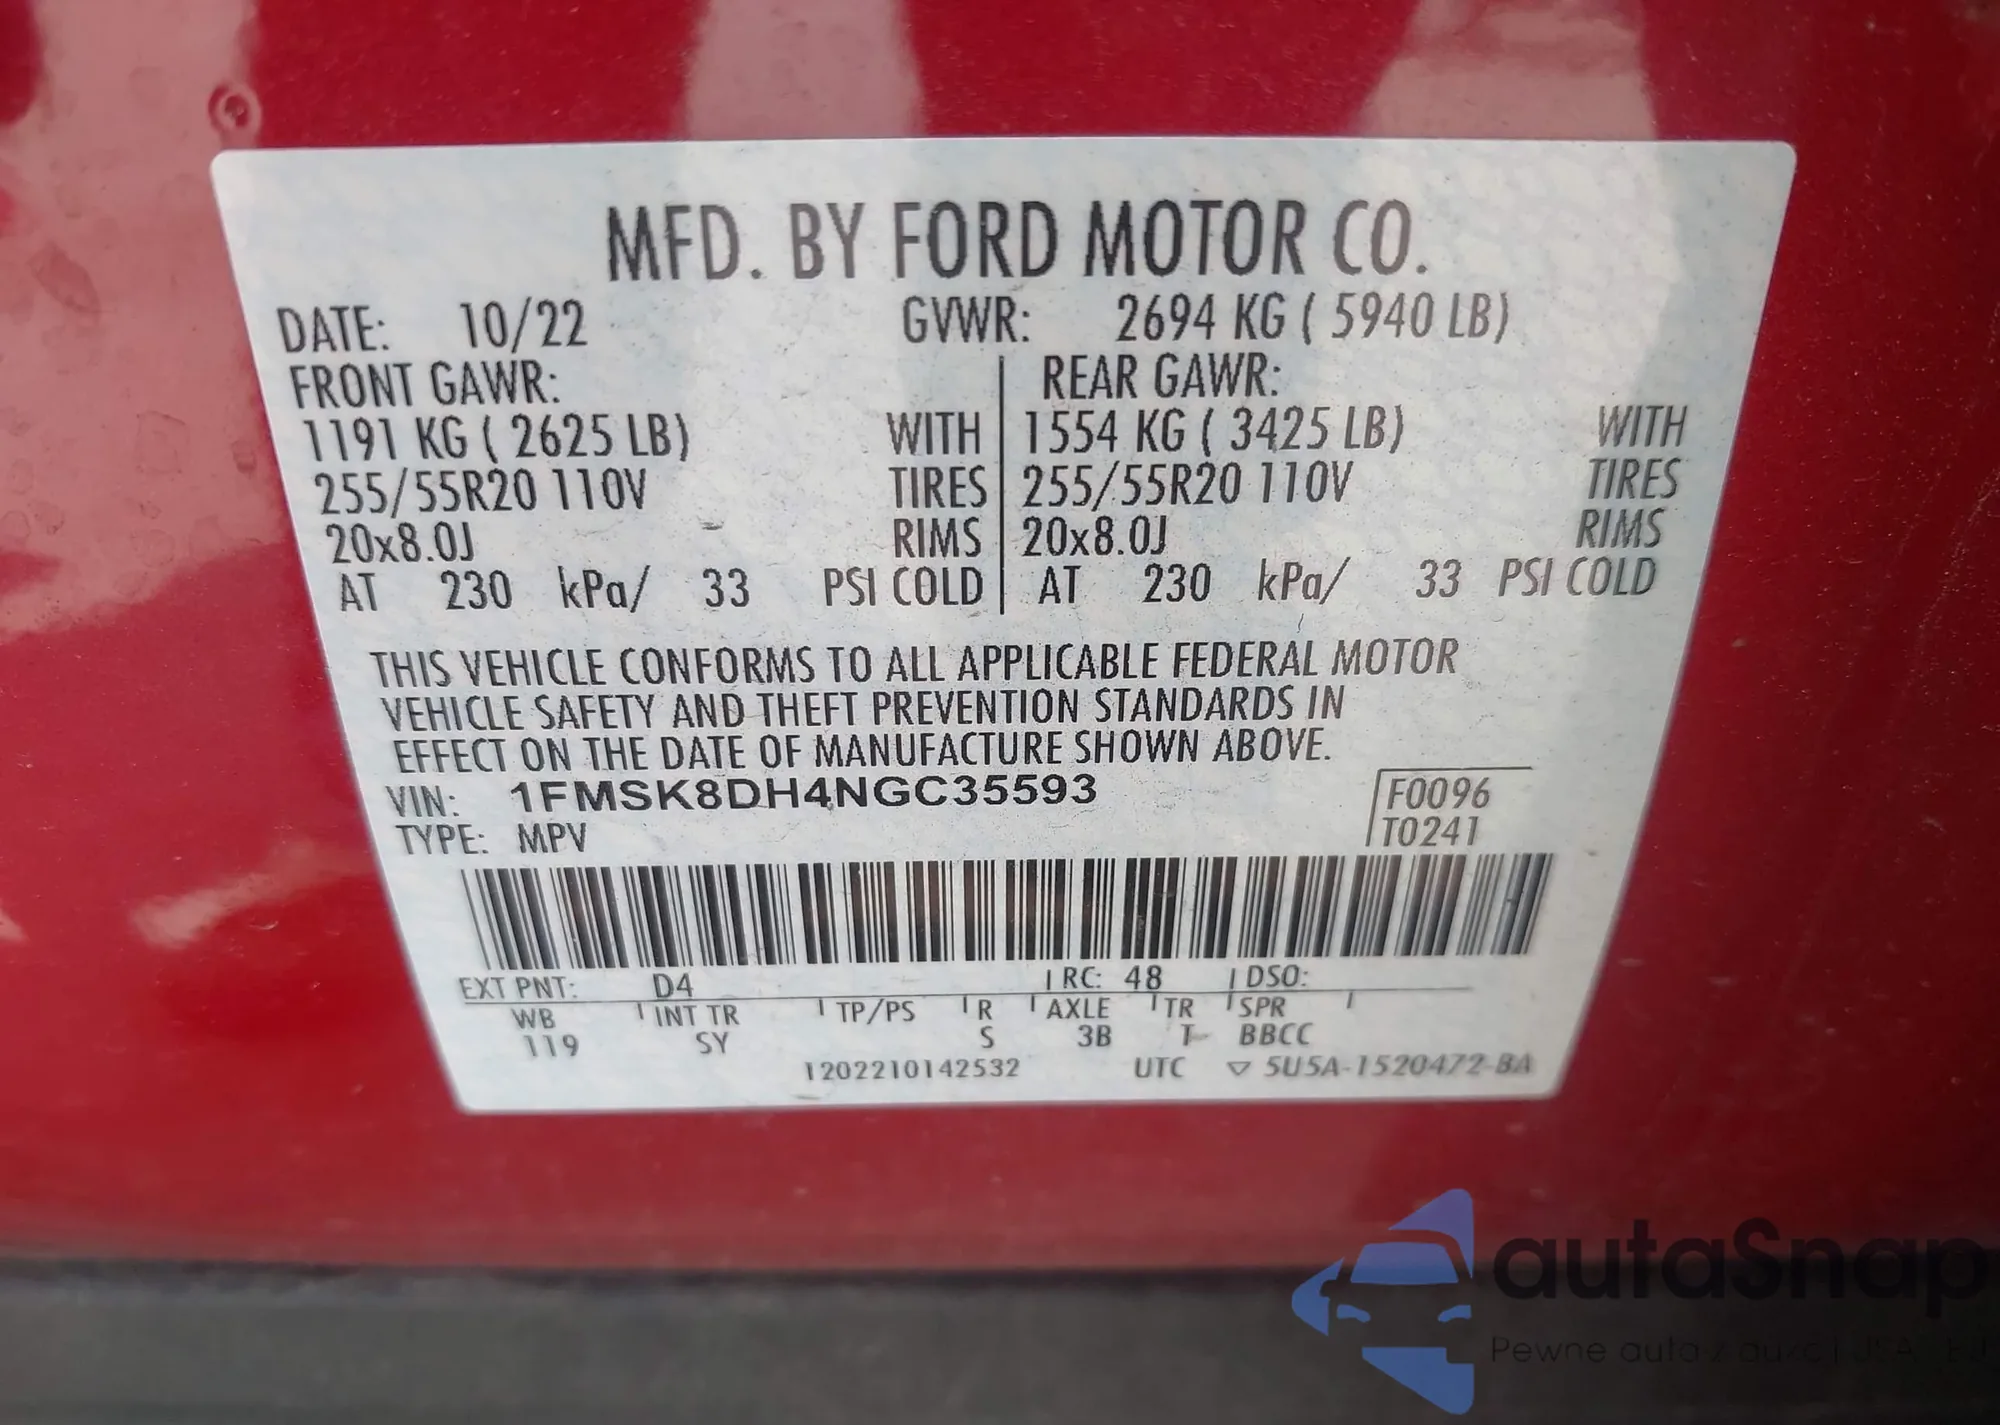 MFD. BY FORD MOTOR CO.
DATE: 10/22 GVWR: 2694 KG ( 5940 LB)
FRONT GAWR: REAR GAWR:
1191 KG ( 2625 LB) WITH 1554 KG ( 3425 LB) WITH
255/55R20 110V TIRES 255/55R20 110V TIRES
20x8.0J RIMS 20x8.0J RIMS
AT 230 kPa/ 33 PSI COLD AT 230 kPa/ 33 PSI COLD
THIS VEHICLE CONFORMS TO ALL APPLICABLE FEDERAL MOTOR
VEHICLE SAFETY AND THEFT PREVENTION STANDARDS IN
EFFECT ON THE DATE OF MANUFACTURE SHOWN ABOVE.
VIN: 1FMSK8DH4NGC35593 F0096
TYPE: MPV T0241
EXT PNT: D4 RC: 48 DSO:
WB INT TR TP/PS R AXLE TR SPR
119 SY S 3B T BBCC
1202210142532 UTC ▽ 5U5A-1520472-BA
autaSnap
Pewne auta z aukcji USA